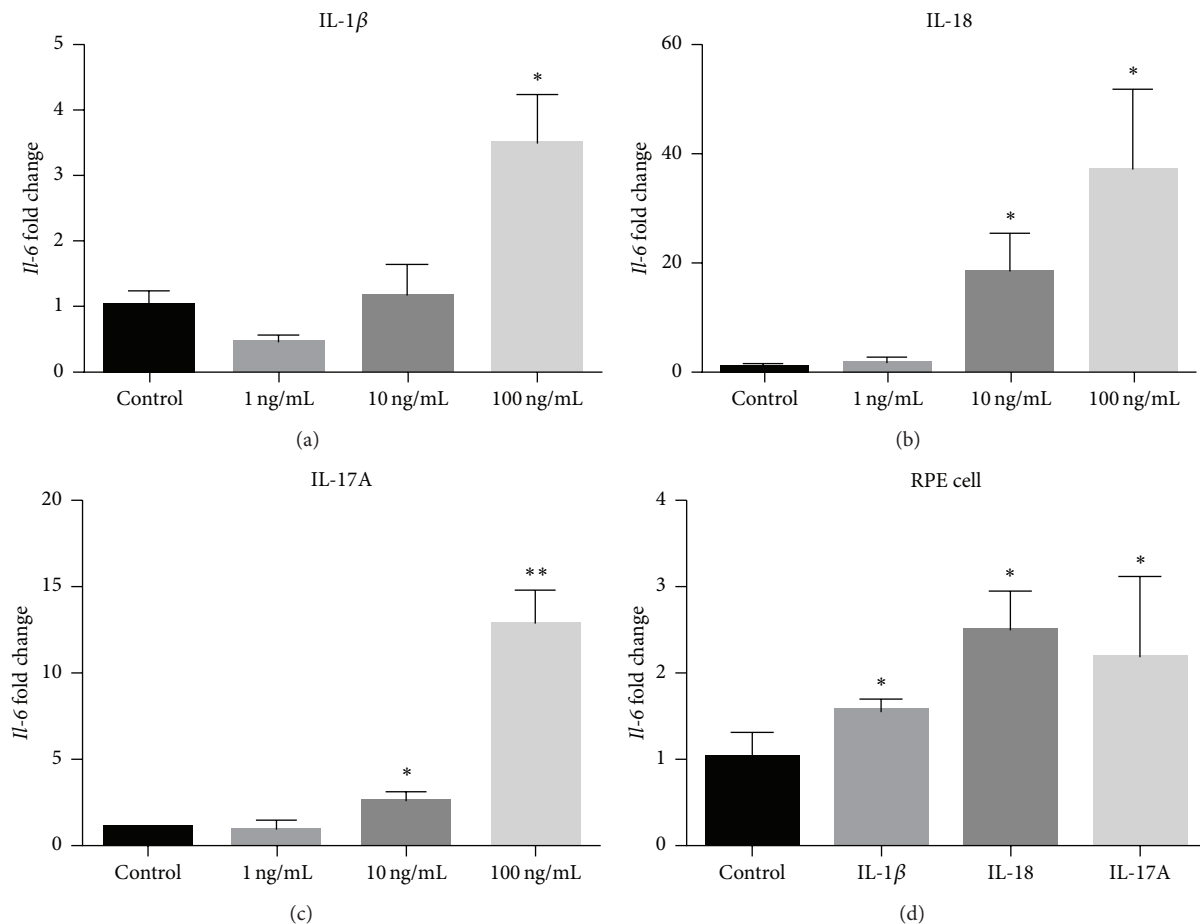 IL-1β
Il-6 fold change
5
4
3
2
1
0
*
Control
1 ng/mL
10 ng/mL
100 ng/mL
(a)
IL-18
Il-6 fold change
60
40
20
0
*
*
Control
1 ng/mL
10 ng/mL
100 ng/mL
(b)
IL-17A
Il-6 fold change
20
15
10
5
0
*
**
Control
1 ng/mL
10 ng/mL
100 ng/mL
(c)
RPE cell
Il-6 fold change
4
3
2
1
0
*
*
*
Control
IL-1β
IL-18
IL-17A
(d)